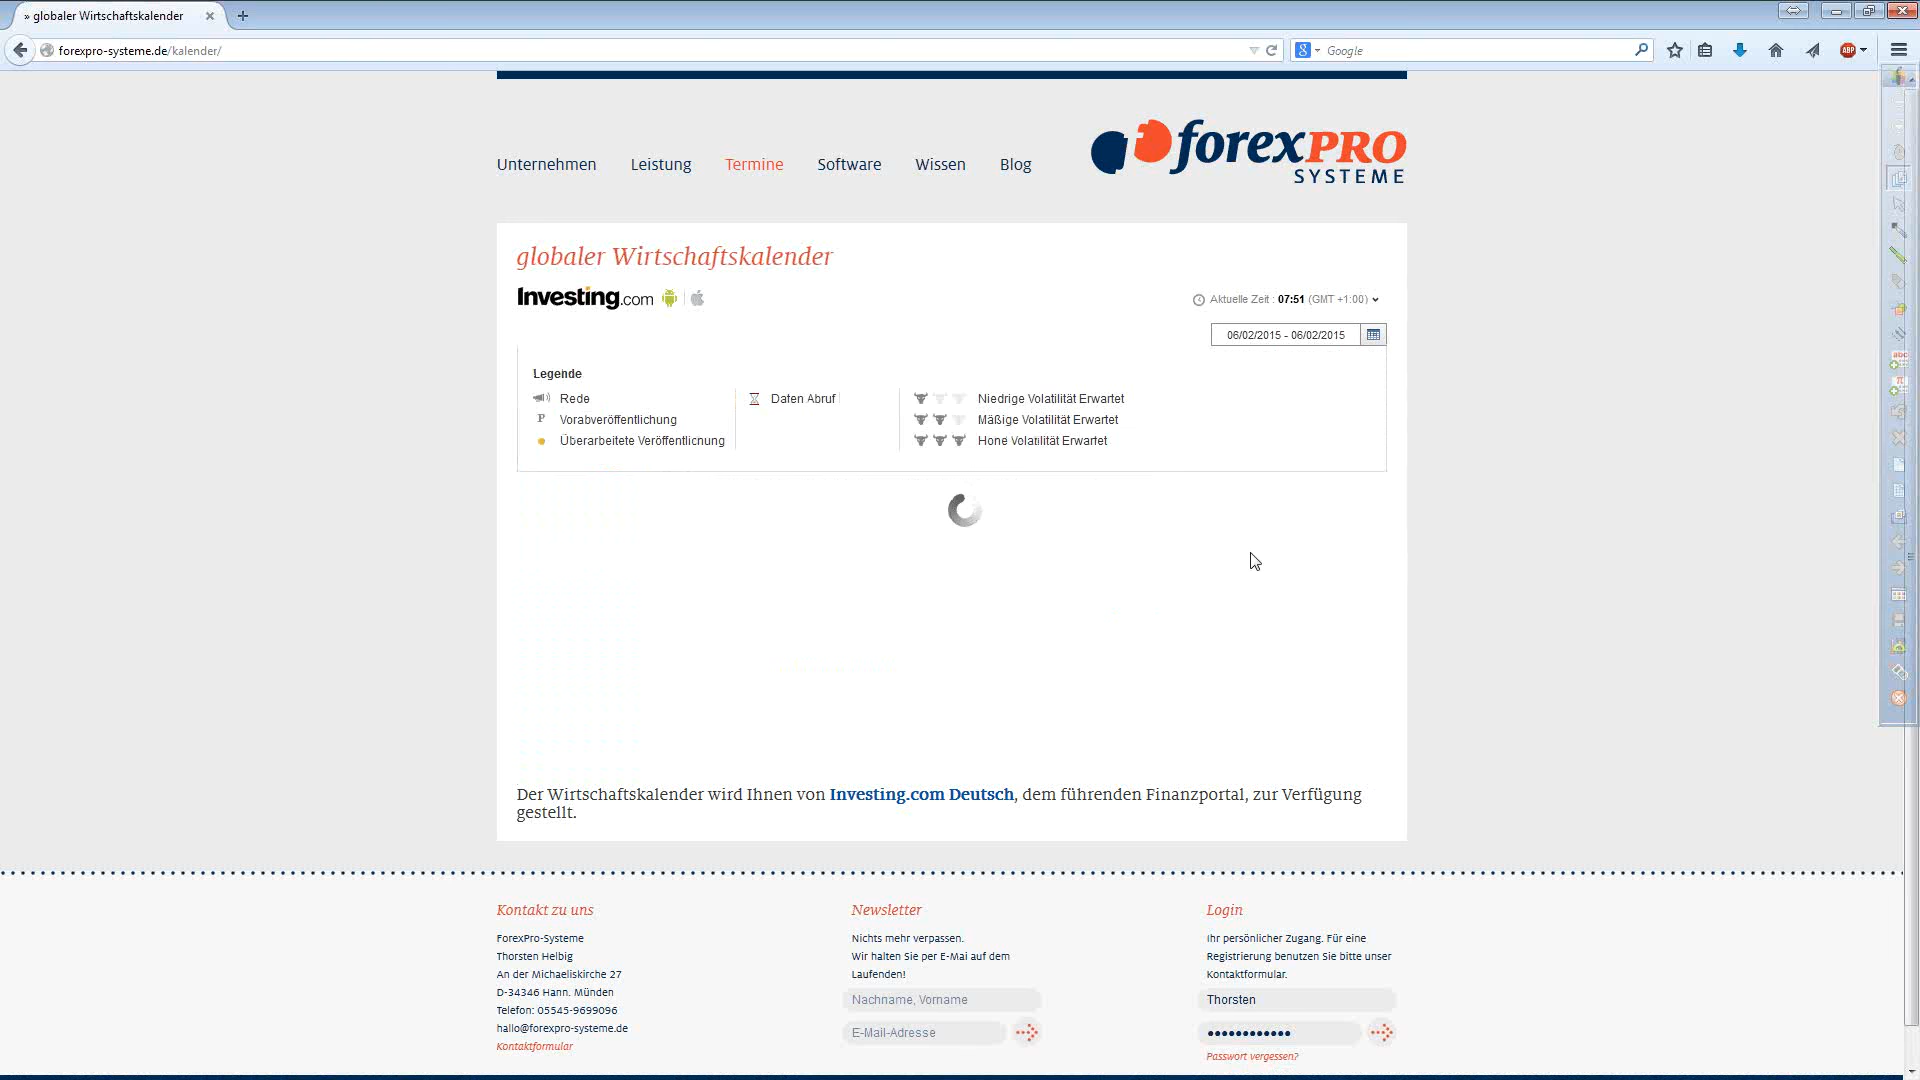 » globaler Wirtschaftskalender
forexpro-systeme.de/kalender/
Google
ABP
Unternehmen Leistung Termine Software Wissen Blog
forexPRO
SYSTEME
globaler Wirtschaftskalender
Investing.com
Aktuelle Zeit : 07:51 (GMT +1:00)
06/02/2015 - 06/02/2015
Legende
Rede
Daten Abruf
Niedrige Volatilität Erwartet
P Vorabveröffentlichung
Mäßige Volatilität Erwartet
Überarbeitete Veröffentlichung
Hohe Volatilität Erwartet
Der Wirtschaftskalender wird Ihnen von Investing.com Deutsch, dem führenden Finanzportal, zur Verfügung
gestellt.
Kontakt zu uns
ForexPro-Systeme
Thorsten Helbig
An der Michaeliskirche 27
D-34346 Hann. Münden
Telefon: 05545-9699096
hallo@forexpro-systeme.de
Kontaktformular
Newsletter
Nichts mehr verpassen.
Wir halten Sie per E-Mai auf dem
Laufenden!
Nachname, Vorname
E-Mail-Adresse
Login
Ihr persönlicher Zugang. Für eine
Registrierung benutzen Sie bitte unser
Kontaktformular.
Thorsten
••••••••••••
Passwort vergessen?
abc
π